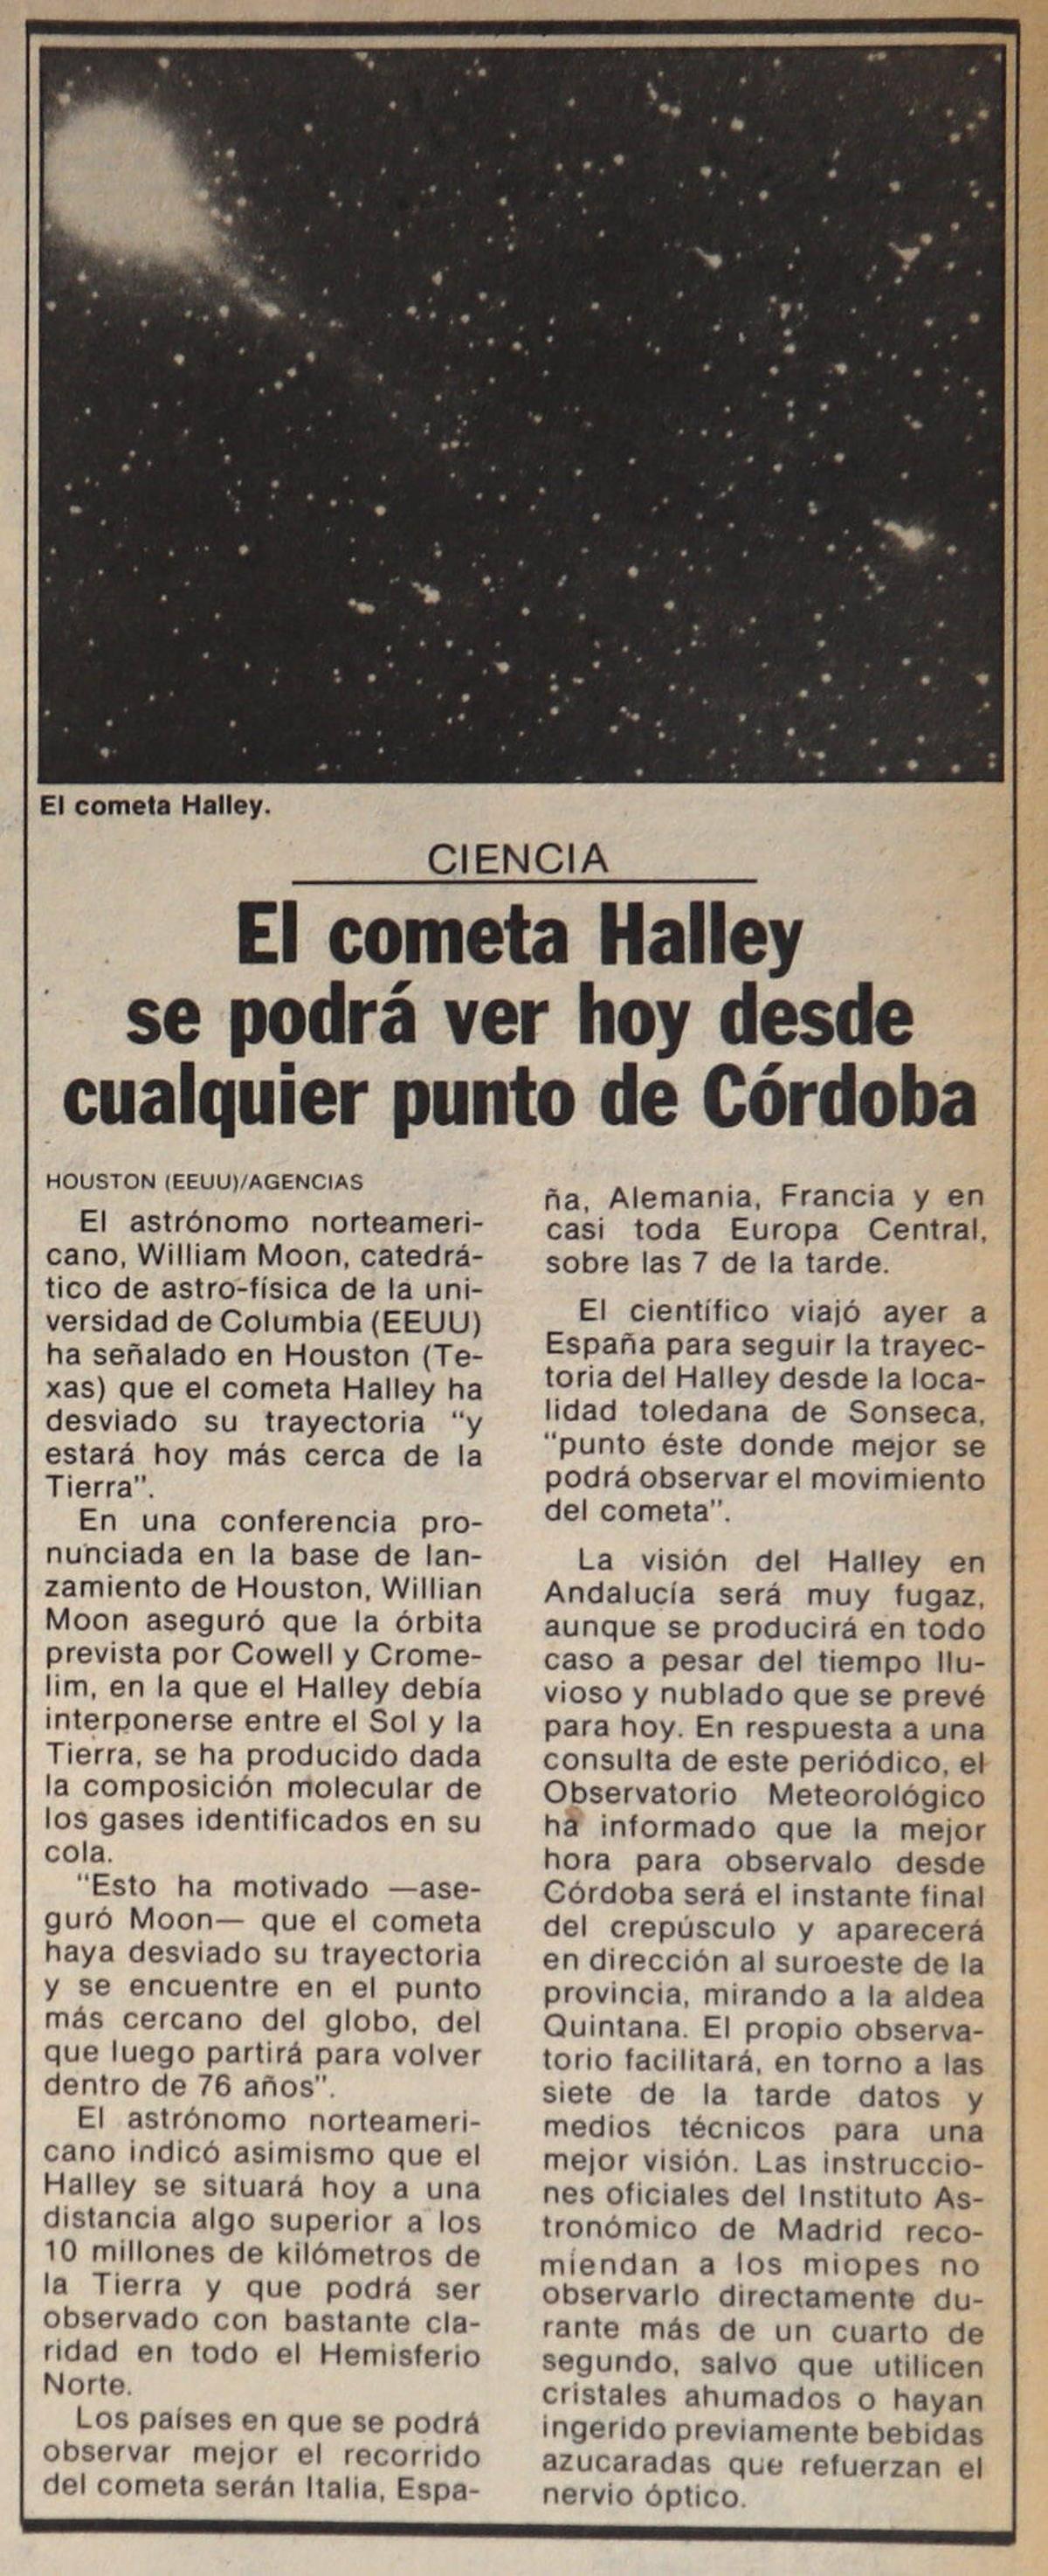 El cometa Halley.
CIENCIA
El cometa Halley
se podrá ver hoy desde
cualquier punto de Córdoba
HOUSTON (EEUU)/AGENCIAS
El astrónomo norteameri-
cano, William Moon, catedrá-
tico de astro-física de la uni-
versidad de Columbia (EEUU)
ha señalado en Houston (Te-
xas) que el cometa Halley ha
desviado su trayectoria "y
estará hoy más cerca de la
Tierra".
En una conferencia pro-
nunciada en la base de lan-
zamiento de Houston, Willian
Moon aseguró que la órbita
prevista por Cowell y Crome-
lim, en la que el Halley debía
interponerse entre el Sol y la
Tierra, se ha producido dada
la composición molecular de
los gases identificados en su
cola.
"Esto ha motivado —ase-
guró Moon— que el cometa
haya desviado su trayectoria
y se encuentre en el punto
más cercano del globo, del
que luego partirá para volver
dentro de 76 años".
El astrónomo norteameri-
cano indicó asimismo que el
Halley se situará hoy a una
distancia algo superior a los
10 millones de kilómetros de
la Tierra y que podrá ser
observado con bastante cla-
ridad en todo el Hemisferio
Norte.
Los países en que se podrá
observar mejor el recorrido
del cometa serán Italia, Espa-
ña, Alemania, Francia y en
casi toda Europa Central,
sobre las 7 de la tarde.
El científico viajó ayer a
España para seguir la trayec-
toria del Halley desde la loca-
lidad toledana de Sonseca,
"punto éste donde mejor se
podrá observar el movimiento
del cometa".
La visión del Halley en
Andalucía será muy fugaz,
aunque se producirá en todo
caso a pesar del tiempo llu-
vioso y nublado que se prevé
para hoy. En respuesta a una
consulta de este periódico, el
Observatorio Meteorológico
ha informado que la mejor
hora para observalo desde
Córdoba será el instante final
del crepúsculo y aparecerá
en dirección al suroeste de la
provincia, mirando a la aldea
Quintana. El propio observa-
torio facilitará, en torno a las
siete de la tarde datos y
medios técnicos para una
mejor visión. Las instruccio-
nes oficiales del Instituto As-
tronómico de Madrid reco-
miendan a los miopes no
observarlo directamente du-
rante más de un cuarto de
segundo, salvo que utilicen
cristales ahumados o hayan
ingerido previamente bebidas
azucaradas que refuerzan el
nervio óptico.